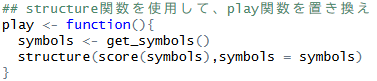 ## structure関数を使用して、play関数を置き換え
play <- function(){
  symbols <- get_symbols()
  structure(score(symbols),symbols = symbols)
}